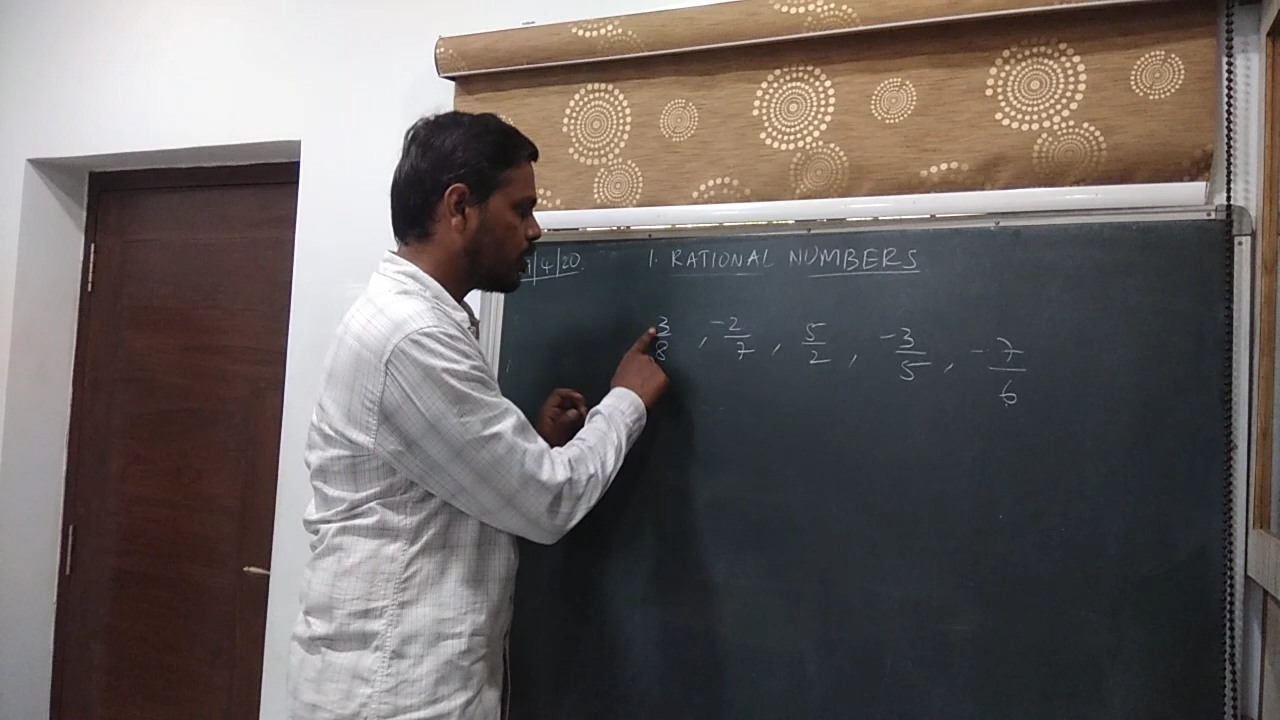 /4/20. 1. RATIONAL NUMBERS
3/8, -2/7, 5/2, -3/5, -7/6